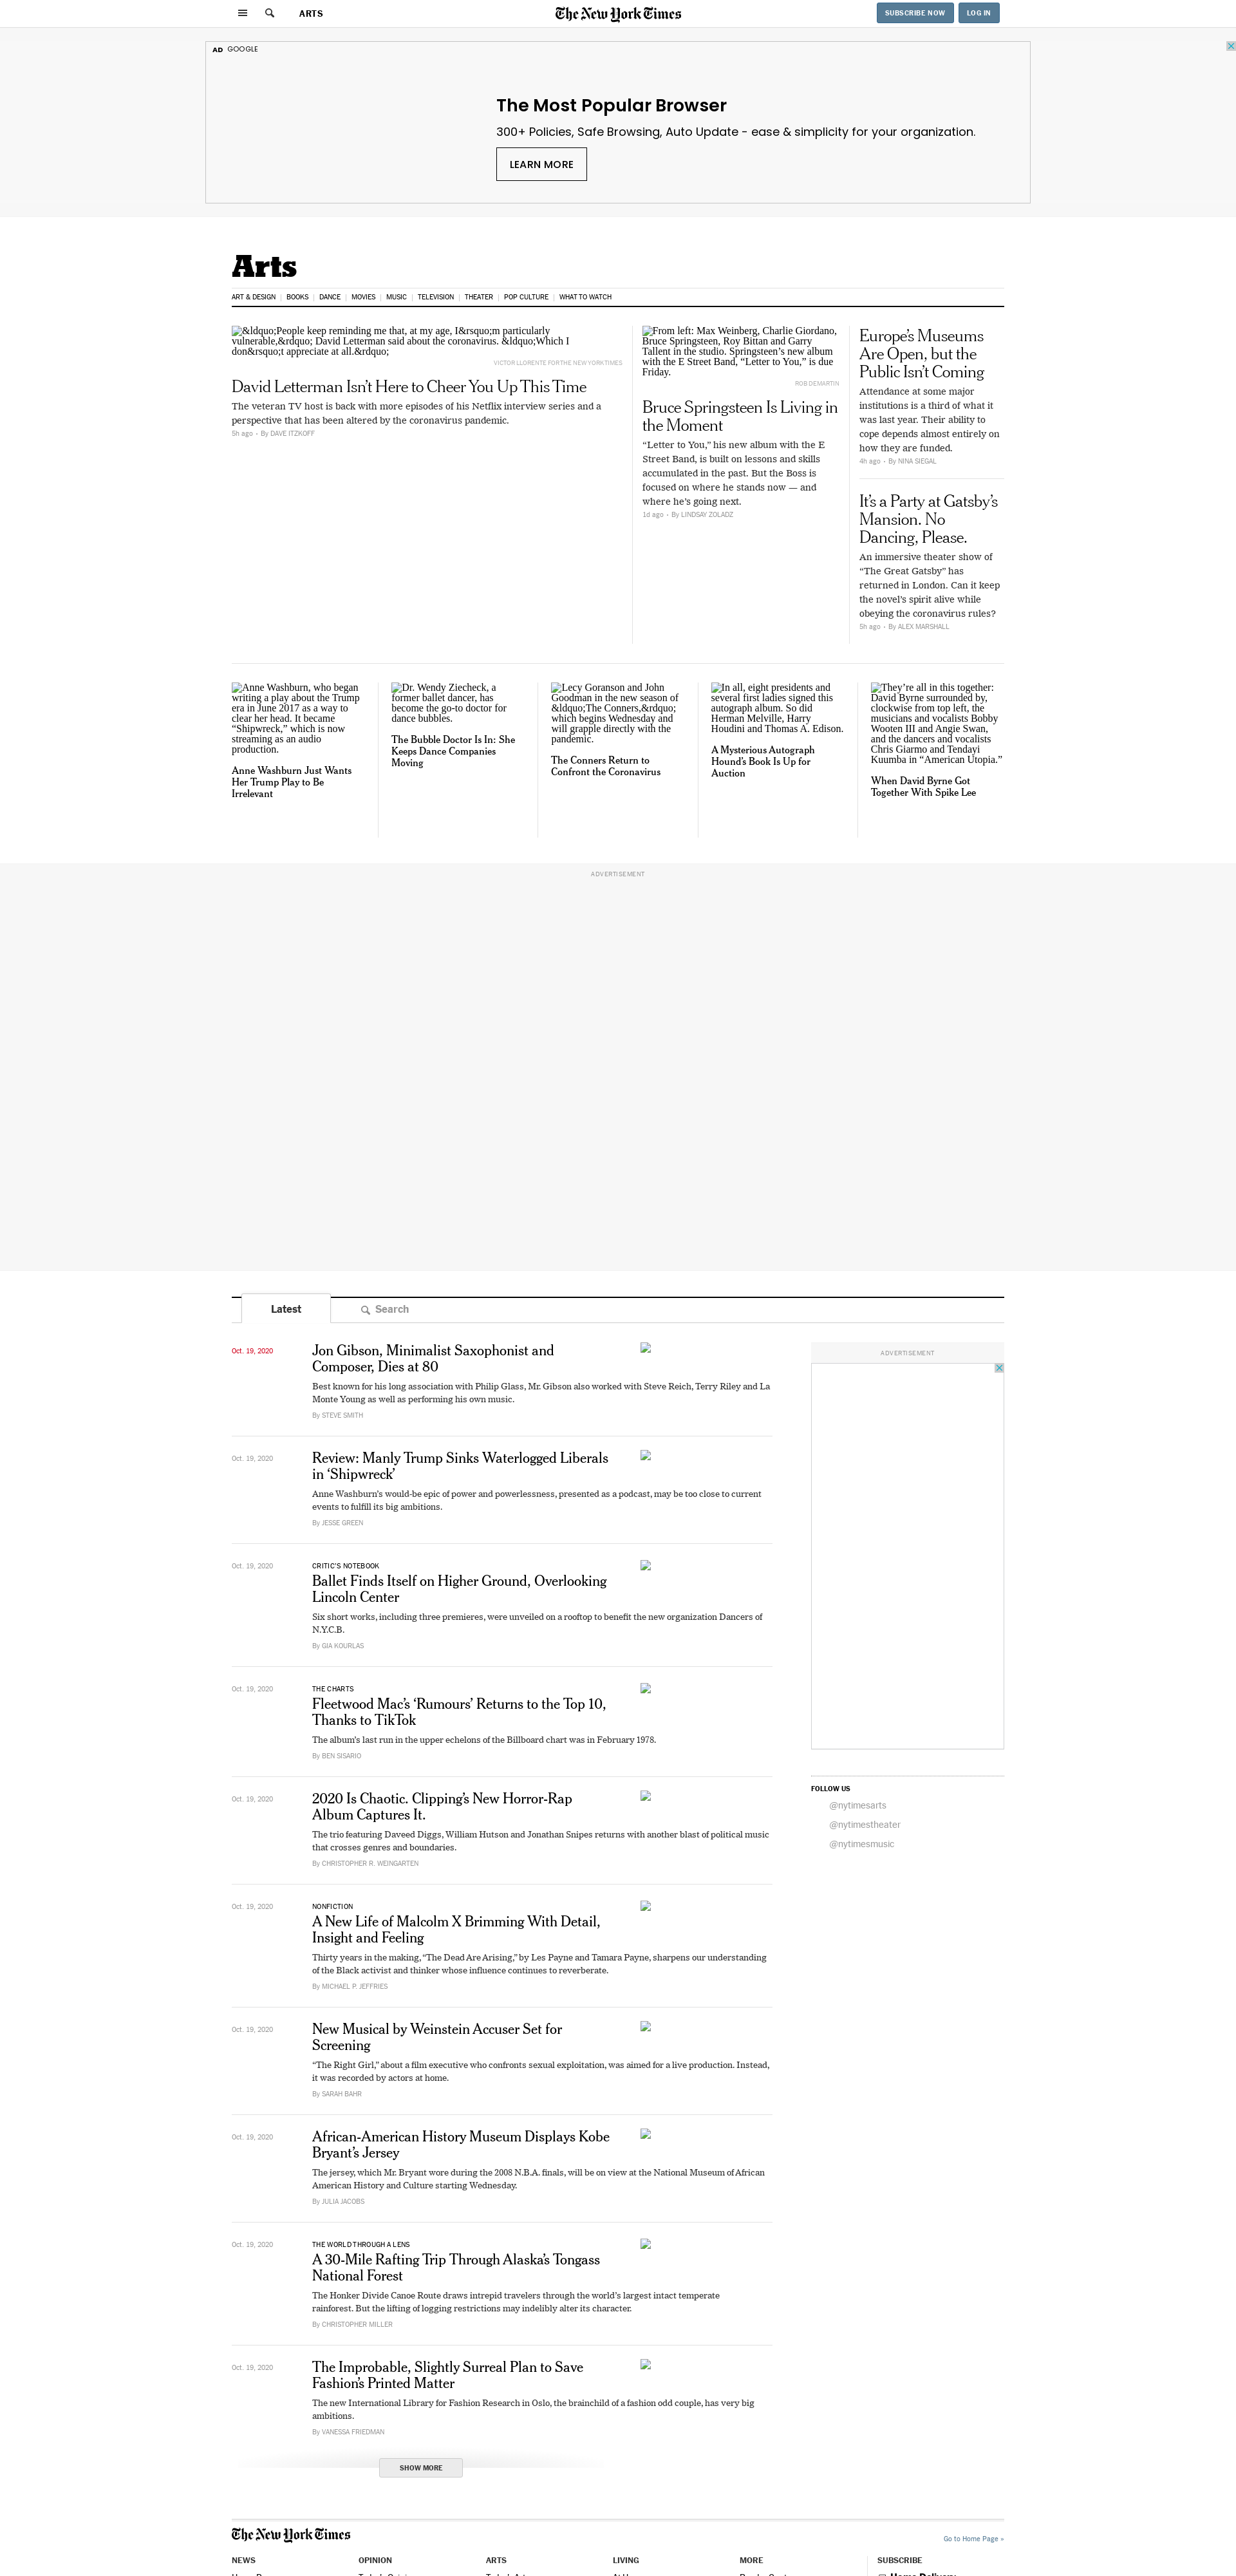 ARTS
The New York Times
SUBSCRIBE NOW
LOG IN
AD GOOGLE
The Most Popular Browser
300+ Policies, Safe Browsing, Auto Update - ease & simplicity for your organization.
LEARN MORE
Arts
ART & DESIGN
BOOKS
DANCE
MOVIES
MUSIC
TELEVISION
THEATER
POP CULTURE
WHAT TO WATCH
&ldquo;People keep reminding me that, at my age, I&rsquo;m particularly
vulnerable,&rdquo; David Letterman said about the coronavirus. &ldquo;Which I
don&rsquo;t appreciate at all.&rdquo;
VICTOR LLORENTE FOR THE NEW YORK TIMES
David Letterman Isn’t Here to Cheer You Up This Time
The veteran TV host is back with more episodes of his Netflix interview series and a
perspective that has been altered by the coronavirus pandemic.
5h ago • By DAVE ITZKOFF
From left: Max Weinberg, Charlie Giordano,
Bruce Springsteen, Roy Bittan and Garry
Tallent in the studio. Springsteen’s new album
with the E Street Band, “Letter to You,” is due
Friday.
ROB DEMARTIN
Bruce Springsteen Is Living in
the Moment
“Letter to You,” his new album with the E
Street Band, is built on lessons and skills
accumulated in the past. But the Boss is
focused on where he stands now — and
where he’s going next.
1d ago • By LINDSAY ZOLADZ
Europe’s Museums
Are Open, but the
Public Isn’t Coming
Attendance at some major
institutions is a third of what it
was last year. Their ability to
cope depends almost entirely on
how they are funded.
4h ago • By NINA SIEGAL
It’s a Party at Gatsby’s
Mansion. No
Dancing, Please.
An immersive theater show of
“The Great Gatsby” has
returned in London. Can it keep
the novel’s spirit alive while
obeying the coronavirus rules?
5h ago • By ALEX MARSHALL
Anne Washburn, who began
writing a play about the Trump
era in June 2017 as a way to
clear her head. It became
“Shipwreck,” which is now
streaming as an audio
production.
Anne Washburn Just Wants
Her Trump Play to Be
Irrelevant
Dr. Wendy Ziecheck, a
former ballet dancer, has
become the go-to doctor for
dance bubbles.
The Bubble Doctor Is In: She
Keeps Dance Companies
Moving
Lecy Goranson and John
Goodman in the new season of
&ldquo;The Conners,&rdquo;
which begins Wednesday and
will grapple directly with the
pandemic.
The Conners Return to
Confront the Coronavirus
In all, eight presidents and
several first ladies signed this
autograph album. So did
Herman Melville, Harry
Houdini and Thomas A. Edison.
A Mysterious Autograph
Hound’s Book Is Up for
Auction
They’re all in this together:
David Byrne surrounded by,
clockwise from top left, the
musicians and vocalists Bobby
Wooten III and Angie Swan,
and the dancers and vocalists
Chris Giarmo and Tendayi
Kuumba in “American Utopia.”
When David Byrne Got
Together With Spike Lee
ADVERTISEMENT
Latest
Search
Oct. 19, 2020
Jon Gibson, Minimalist Saxophonist and
Composer, Dies at 80
Best known for his long association with Philip Glass, Mr. Gibson also worked with Steve Reich, Terry Riley and La
Monte Young as well as performing his own music.
By STEVE SMITH
Oct. 19, 2020
Review: Manly Trump Sinks Waterlogged Liberals
in ‘Shipwreck’
Anne Washburn’s would-be epic of power and powerlessness, presented as a podcast, may be too close to current
events to fulfill its big ambitions.
By JESSE GREEN
Oct. 19, 2020
CRITIC’S NOTEBOOK
Ballet Finds Itself on Higher Ground, Overlooking
Lincoln Center
Six short works, including three premieres, were unveiled on a rooftop to benefit the new organization Dancers of
N.Y.C.B.
By GIA KOURLAS
Oct. 19, 2020
THE CHARTS
Fleetwood Mac’s ‘Rumours’ Returns to the Top 10,
Thanks to TikTok
The album’s last run in the upper echelons of the Billboard chart was in February 1978.
By BEN SISARIO
Oct. 19, 2020
2020 Is Chaotic. Clipping’s New Horror-Rap
Album Captures It.
The trio featuring Daveed Diggs, William Hutson and Jonathan Snipes returns with another blast of political music
that crosses genres and boundaries.
By CHRISTOPHER R. WEINGARTEN
Oct. 19, 2020
NONFICTION
A New Life of Malcolm X Brimming With Detail,
Insight and Feeling
Thirty years in the making, “The Dead Are Arising,” by Les Payne and Tamara Payne, sharpens our understanding
of the Black activist and thinker whose influence continues to reverberate.
By MICHAEL P. JEFFRIES
Oct. 19, 2020
New Musical by Weinstein Accuser Set for
Screening
“The Right Girl,” about a film executive who confronts sexual exploitation, was aimed for a live production. Instead,
it was recorded by actors at home.
By SARAH BAHR
Oct. 19, 2020
African-American History Museum Displays Kobe
Bryant’s Jersey
The jersey, which Mr. Bryant wore during the 2008 N.B.A. finals, will be on view at the National Museum of African
American History and Culture starting Wednesday.
By JULIA JACOBS
Oct. 19, 2020
THE WORLD THROUGH A LENS
A 30-Mile Rafting Trip Through Alaska’s Tongass
National Forest
The Honker Divide Canoe Route draws intrepid travelers through the world’s largest intact temperate
rainforest. But the lifting of logging restrictions may indelibly alter its character.
By CHRISTOPHER MILLER
Oct. 19, 2020
The Improbable, Slightly Surreal Plan to Save
Fashion’s Printed Matter
The new International Library for Fashion Research in Oslo, the brainchild of a fashion odd couple, has very big
ambitions.
By VANESSA FRIEDMAN
SHOW MORE
ADVERTISEMENT
FOLLOW US
@nytimesarts
@nytimestheater
@nytimesmusic
The New York Times
Go to Home Page »
NEWS
OPINION
ARTS
LIVING
MORE
SUBSCRIBE